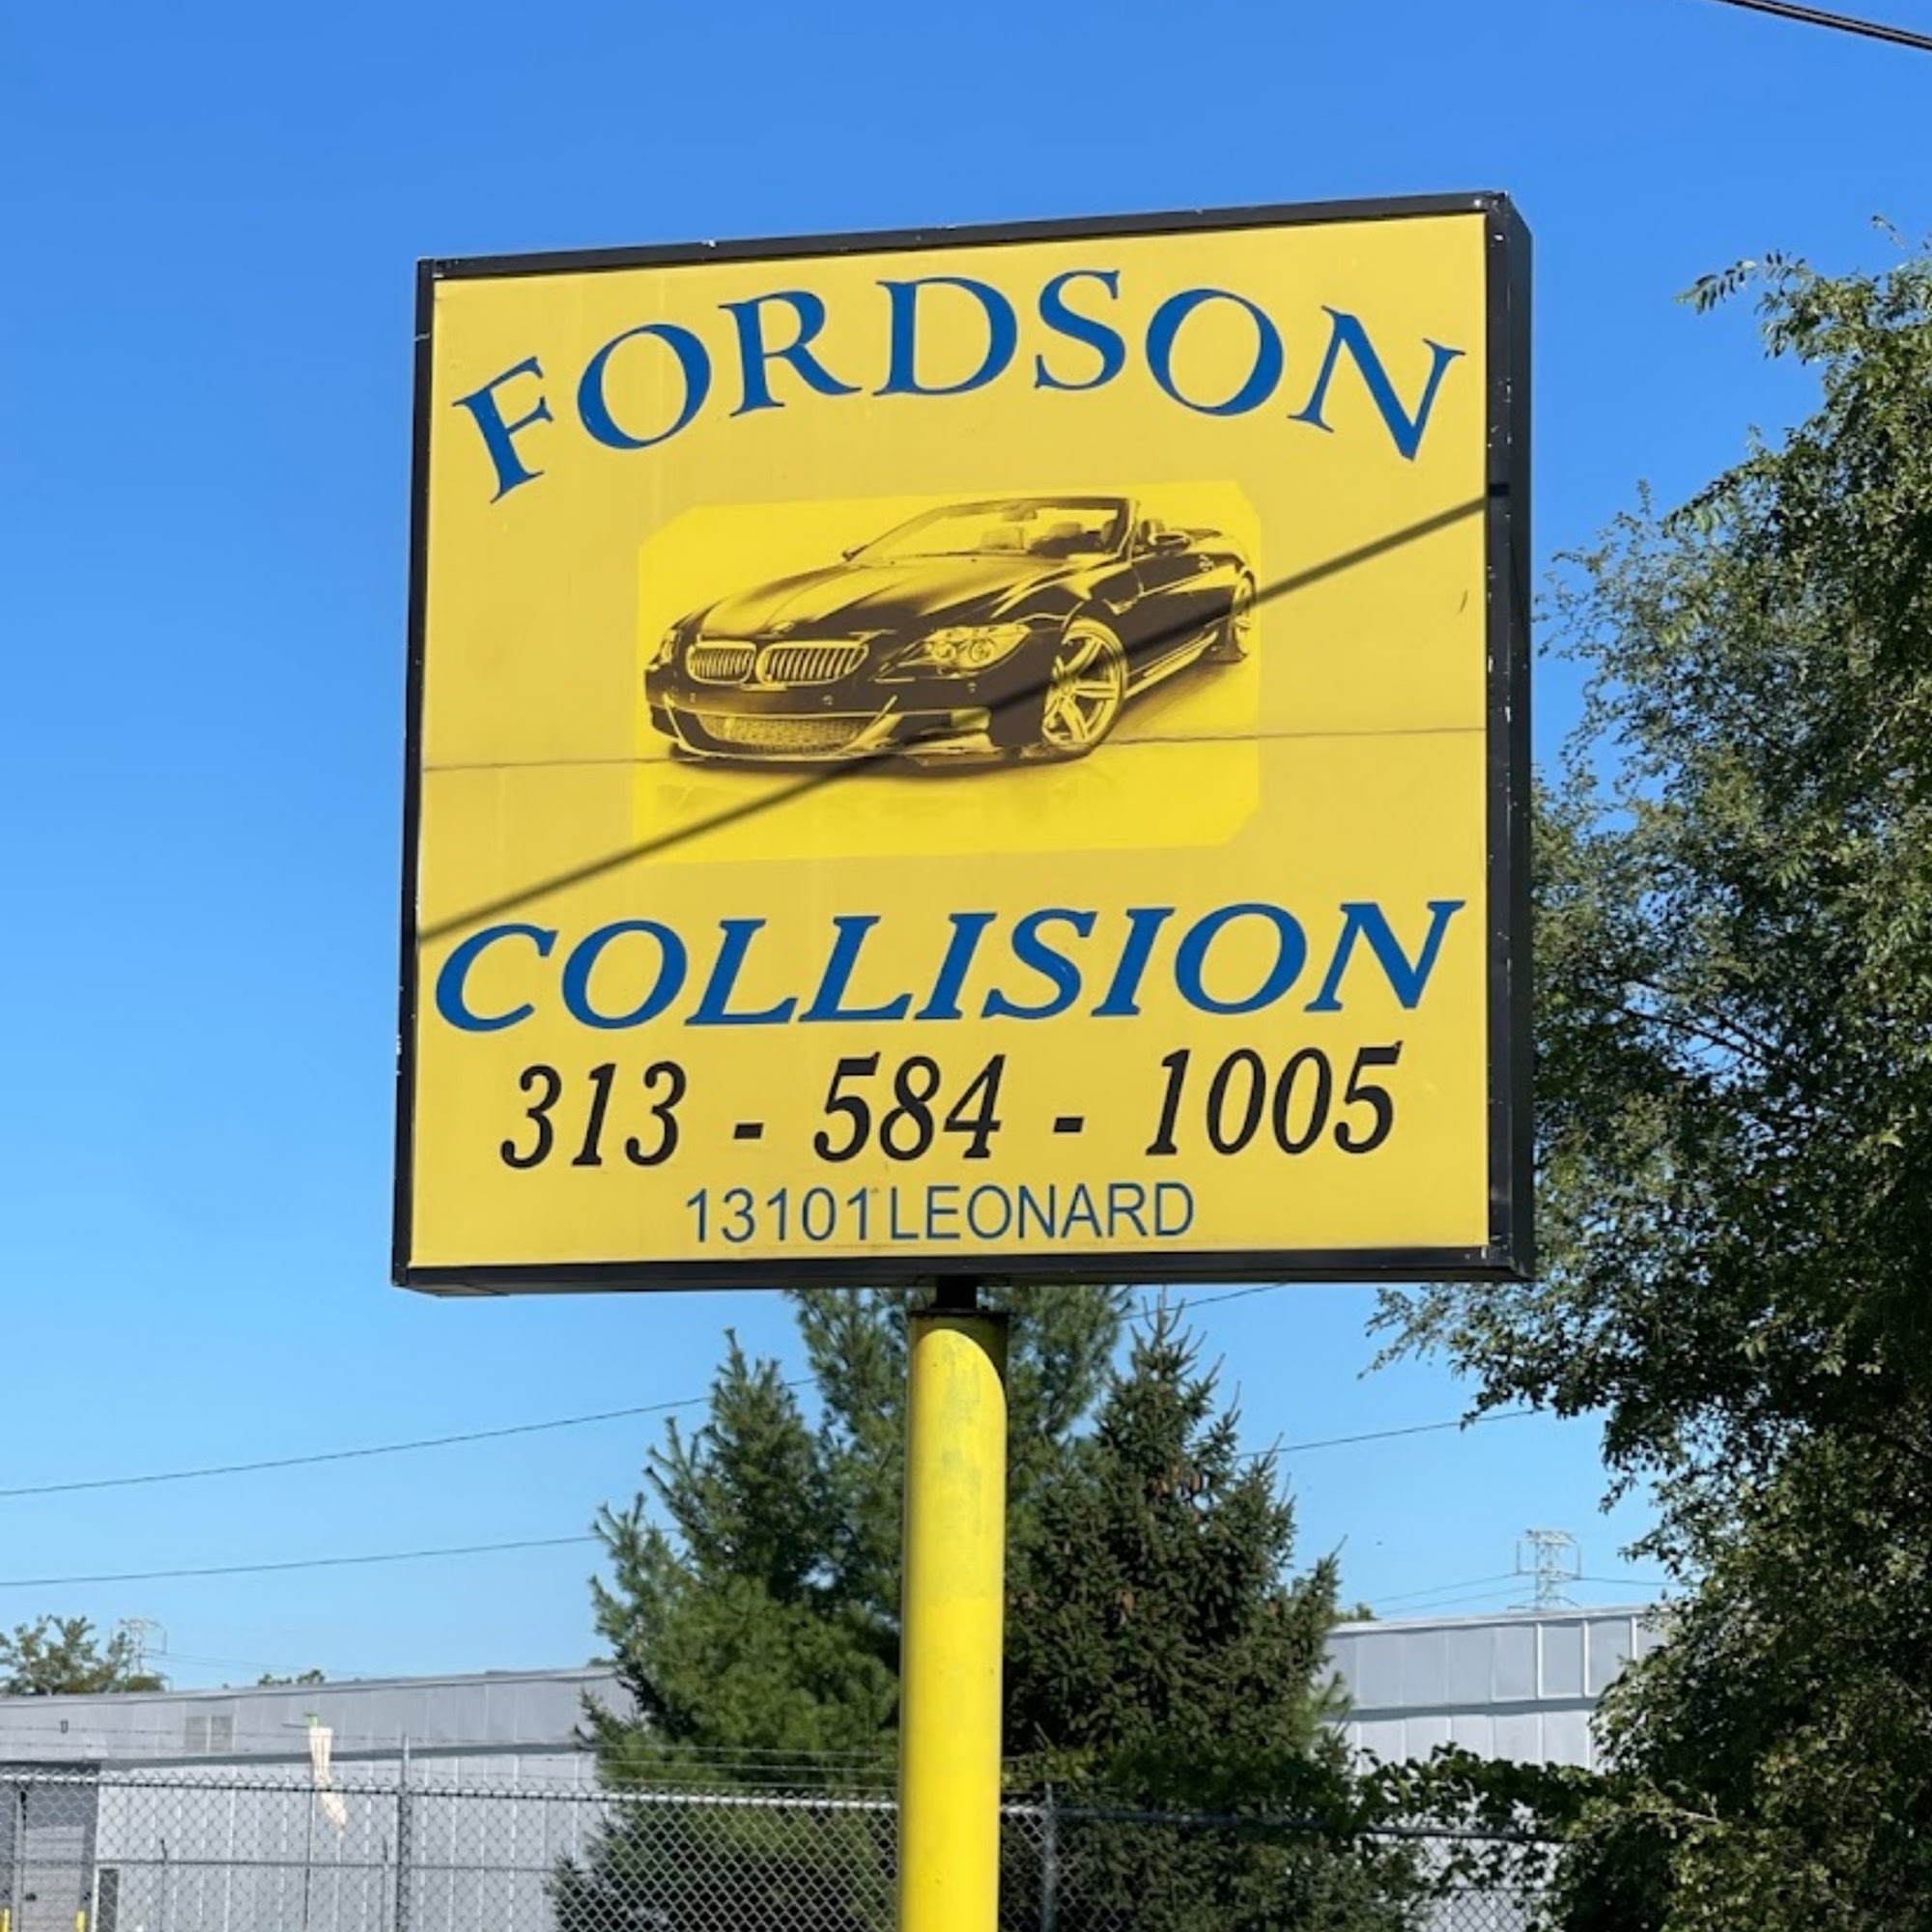 FORDSON
COLLISION
313 - 584 - 1005
13101 LEONARD